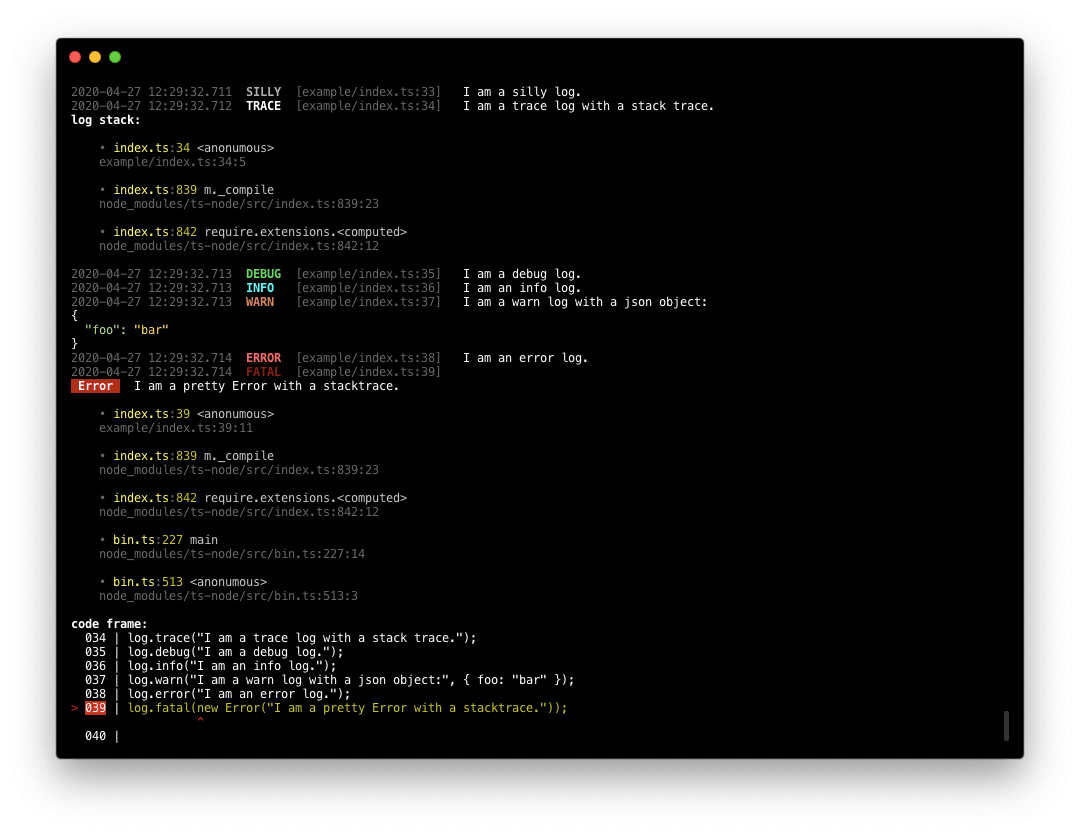 2020-04-27 12:29:32.711  SILLY  [example/index.ts:33]   I am a silly log.
2020-04-27 12:29:32.712  TRACE  [example/index.ts:34]   I am a trace log with a stack trace.
log stack:
• index.ts:34 <anonumous>
example/index.ts:34:5
• index.ts:839 m._compile
node_modules/ts-node/src/index.ts:839:23
• index.ts:842 require.extensions.<computed>
node_modules/ts-node/src/index.ts:842:12
2020-04-27 12:29:32.713  DEBUG  [example/index.ts:35]   I am a debug log.
2020-04-27 12:29:32.713  INFO   [example/index.ts:36]   I am an info log.
2020-04-27 12:29:32.713  WARN   [example/index.ts:37]   I am a warn log with a json object:
{
  "foo": "bar"
}
2020-04-27 12:29:32.714  ERROR  [example/index.ts:38]   I am an error log.
2020-04-27 12:29:32.714  FATAL  [example/index.ts:39]
Error  I am a pretty Error with a stacktrace.
• index.ts:39 <anonumous>
example/index.ts:39:11
• index.ts:839 m._compile
node_modules/ts-node/src/index.ts:839:23
• index.ts:842 require.extensions.<computed>
node_modules/ts-node/src/index.ts:842:12
• bin.ts:227 main
node_modules/ts-node/src/bin.ts:227:14
• bin.ts:513 <anonumous>
node_modules/ts-node/src/bin.ts:513:3
code frame:
  034 | log.trace("I am a trace log with a stack trace.");
  035 | log.debug("I am a debug log.");
  036 | log.info("I am an info log.");
  037 | log.warn("I am a warn log with a json object:", { foo: "bar" });
  038 | log.error("I am an error log.");
> 039 | log.fatal(new Error("I am a pretty Error with a stacktrace."));
                  ^
  040 |